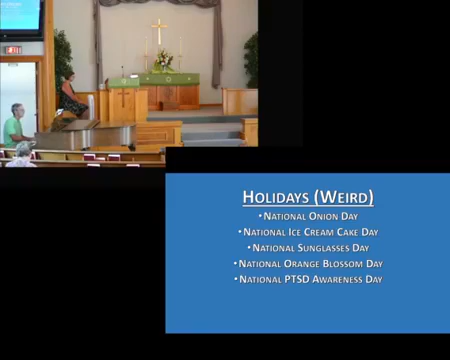 EXIT
HOLIDAYS (WEIRD)
• NATIONAL ONION DAY
• NATIONAL ICE CREAM CAKE DAY
• NATIONAL SUNGLASSES DAY
• NATIONAL ORANGE BLOSSOM DAY
• NATIONAL PTSD AWARENESS DAY